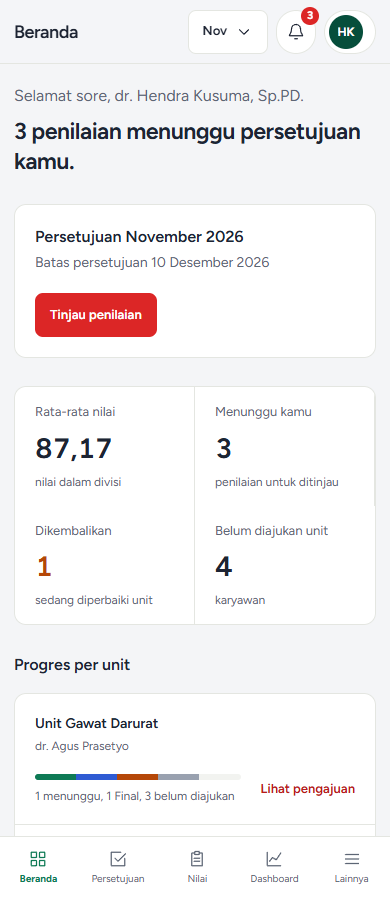 Beranda
Nov
3
HK
Selamat sore, dr. Hendra Kusuma, Sp.PD.
3 penilaian menunggu persetujuan
kamu.
Persetujuan November 2026
Batas persetujuan 10 Desember 2026
Tinjau penilaian
Rata-rata nilai
87,17
nilai dalam divisi
Menunggu kamu
3
penilaian untuk ditinjau
Dikembalikan
1
sedang diperbaiki unit
Belum diajukan unit
4
karyawan
Progres per unit
Unit Gawat Darurat
dr. Agus Prasetyo
1 menunggu, 1 Final, 3 belum diajukan
Lihat pengajuan
Beranda
Persetujuan
Nilai
Dashboard
Lainnya